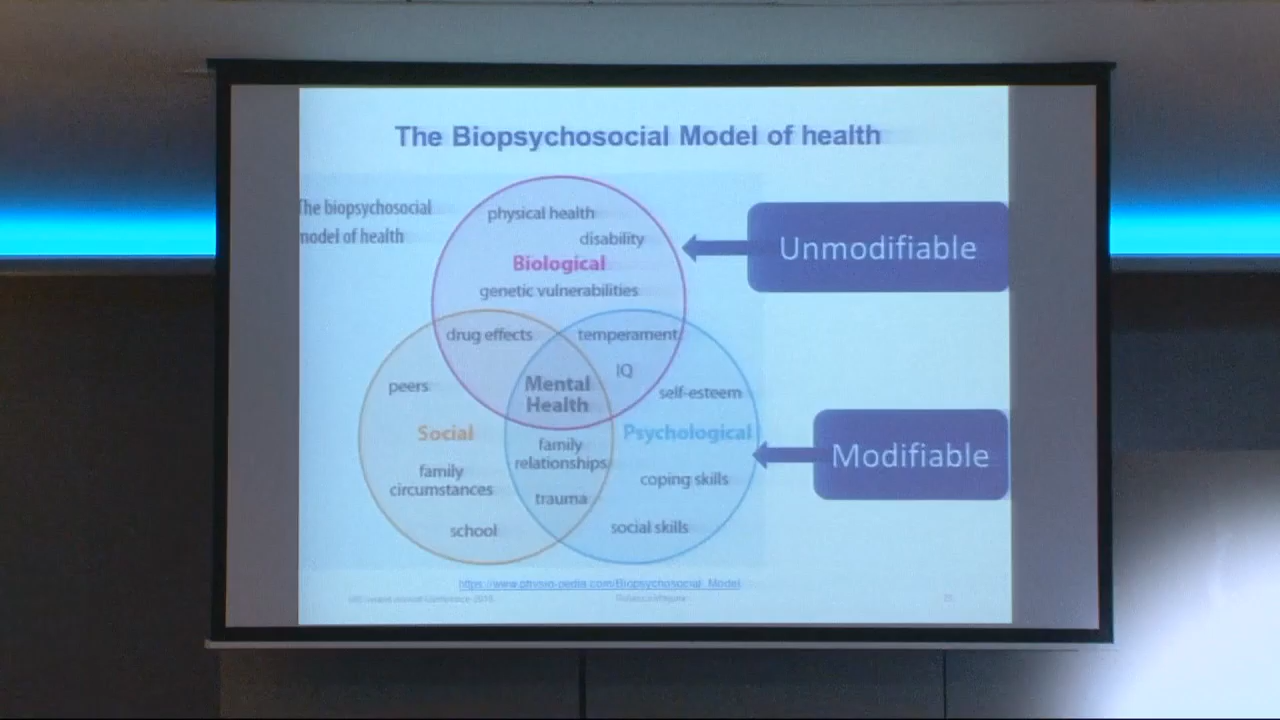 The Biopsychosocial Model of health
The biopsychosocial
model of health
physical health
disability
Biological
genetic vulnerabilities
Unmodifiable
drug effects
temperament
IQ
peers
Mental
Health
self-esteem
Social
Psychological
family
relationships
Modifiable
family
circumstances
coping skills
trauma
school
social skills
https://www.physio-pedia.com/Biopsychosocial_Model